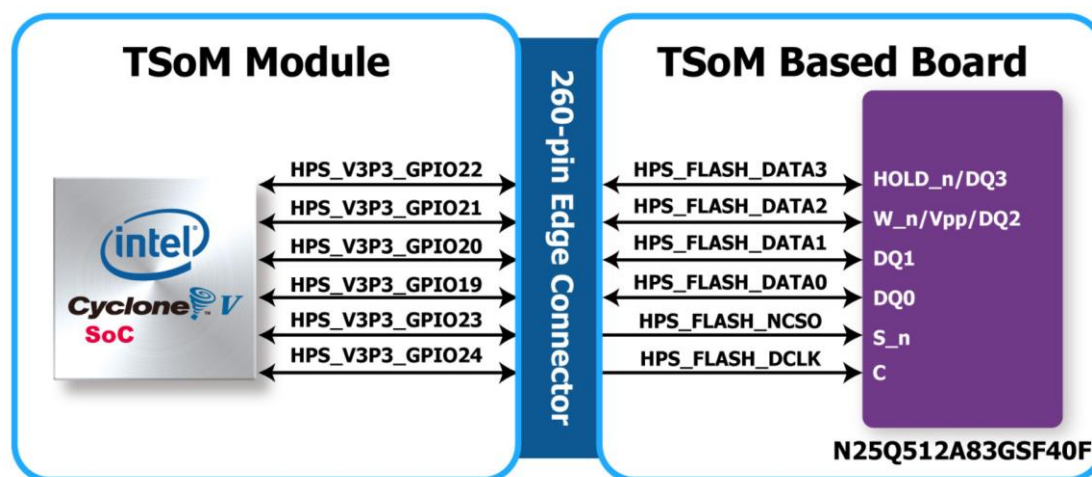 TSoM Module
TSoM Based Board
260-pin Edge Connector
intel
Cyclone V
SoC
HPS_V3P3_GPIO22
HPS_V3P3_GPIO21
HPS_V3P3_GPIO20
HPS_V3P3_GPIO19
HPS_V3P3_GPIO23
HPS_V3P3_GPIO24
HPS_FLASH_DATA3
HPS_FLASH_DATA2
HPS_FLASH_DATA1
HPS_FLASH_DATA0
HPS_FLASH_NCSO
HPS_FLASH_DCLK
HOLD_n/DQ3
W_n/Vpp/DQ2
DQ1
DQ0
S_n
C
N25Q512A83GSF40F